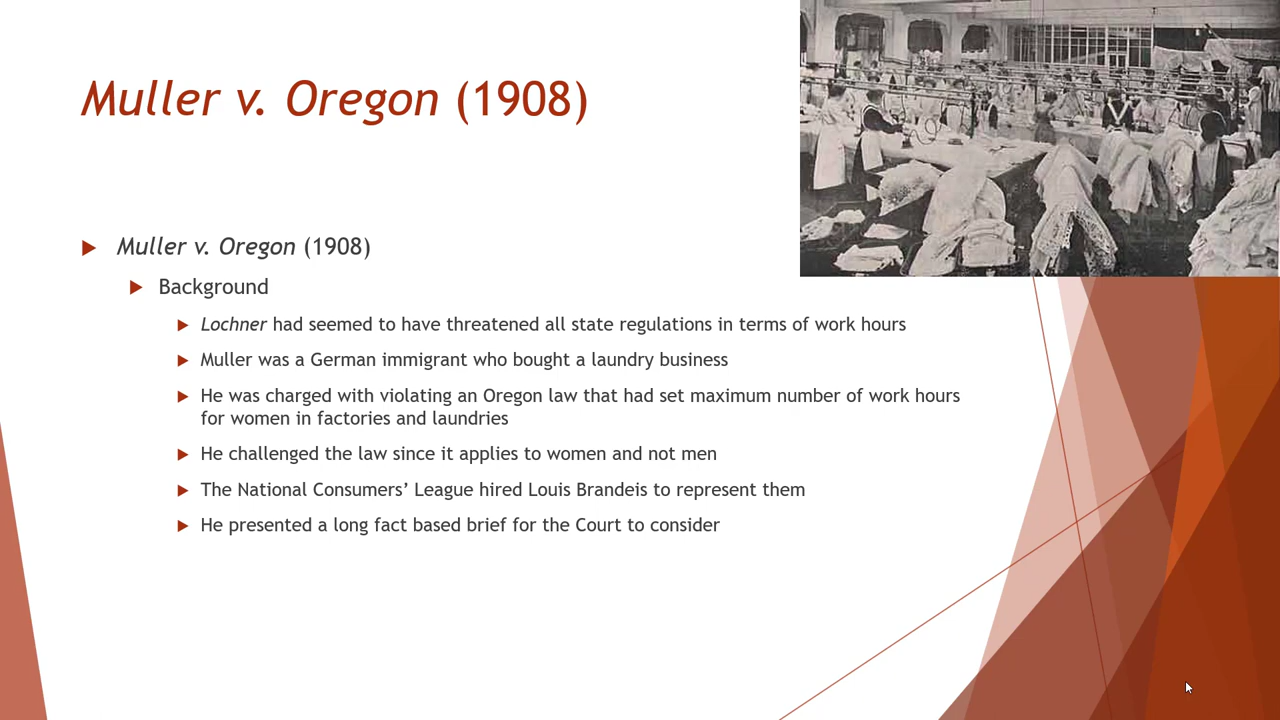 Muller v. Oregon (1908)
Muller v. Oregon (1908)
Background
Lochner had seemed to have threatened all state regulations in terms of work hours
Muller was a German immigrant who bought a laundry business
He was charged with violating an Oregon law that had set maximum number of work hours
for women in factories and laundries
He challenged the law since it applies to women and not men
The National Consumers’ League hired Louis Brandeis to represent them
He presented a long fact based brief for the Court to consider